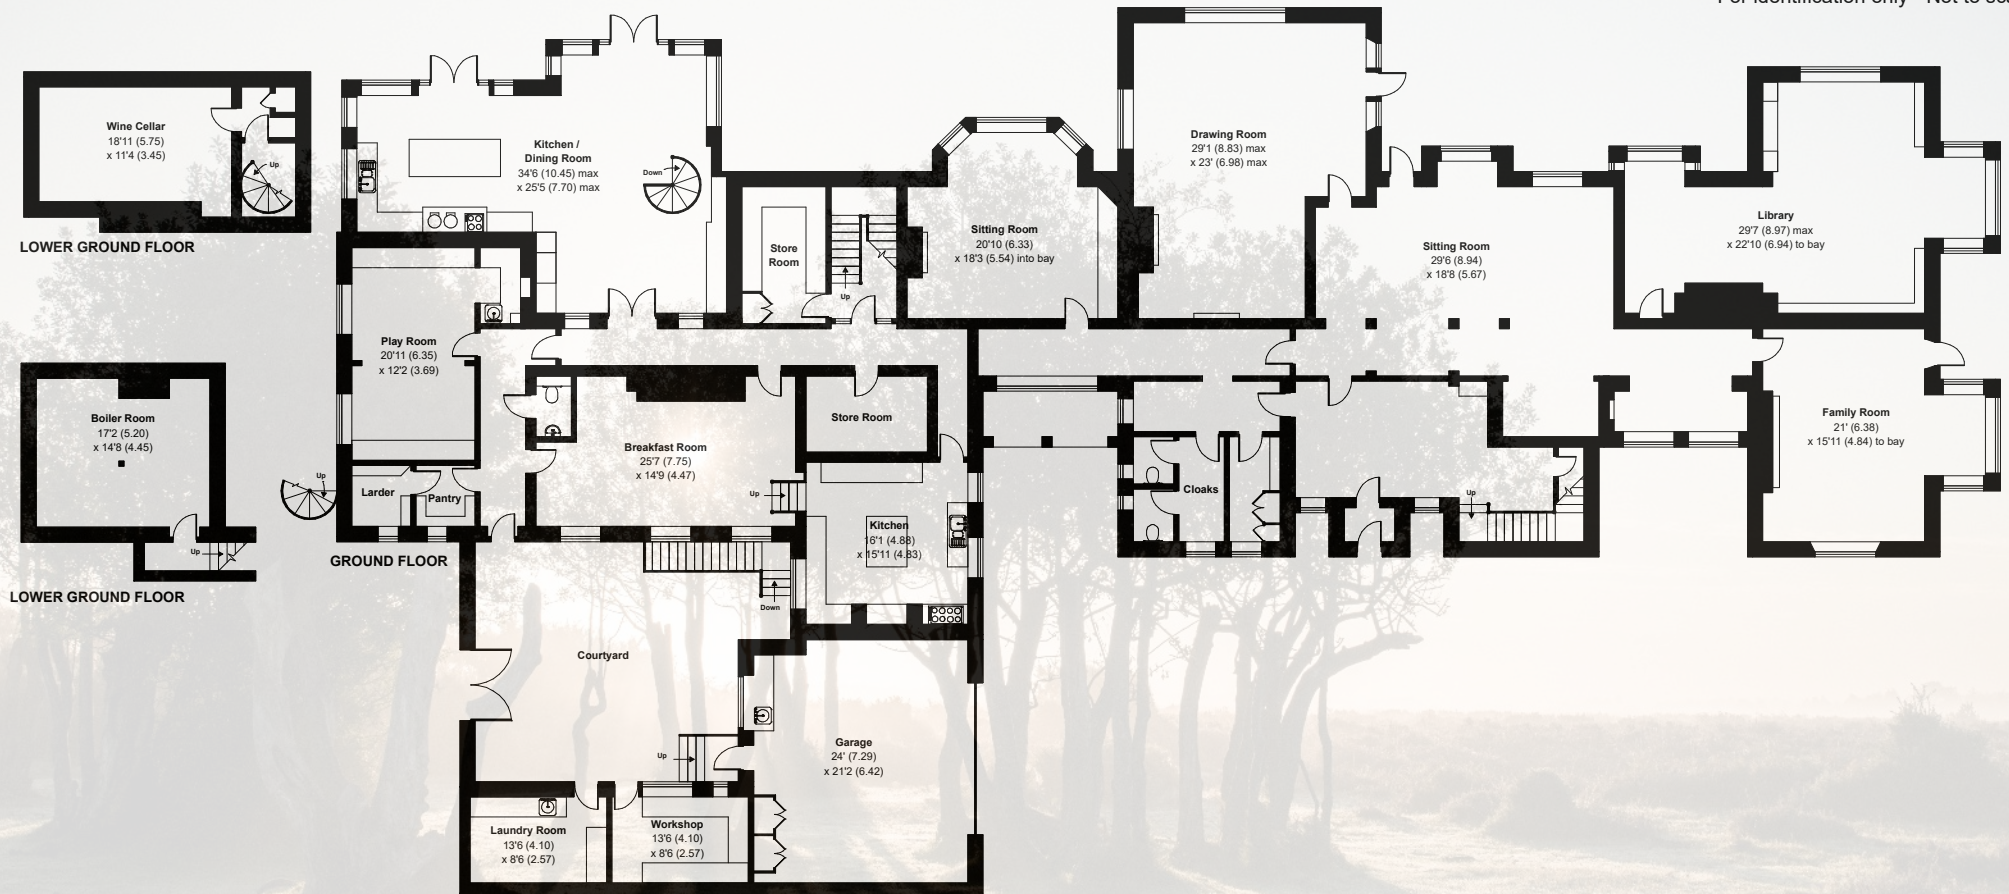 For identification only - Not to sc
Wine Cellar
18'11 (5.75)
x 11'4 (3.45)
Up
LOWER GROUND FLOOR
Boiler Room
17'2 (5.20)
x 14'8 (4.45)
Up
LOWER GROUND FLOOR
Up
Kitchen /
Dining Room
34'6 (10.45) max
x 25'5 (7.70) max
Down
Store
Room
Up
Sitting Room
20'10 (6.33)
x 18'3 (5.54) into bay
Drawing Room
29'1 (8.83) max
x 23' (6.98) max
Sitting Room
29'6 (8.94)
x 18'8 (5.67)
Library
29'7 (8.97) max
x 22'10 (6.94) to bay
Play Room
20'11 (6.35)
x 12'2 (3.69)
Larder
Pantry
Breakfast Room
25'7 (7.75)
x 14'9 (4.47)
Up
Store Room
Kitchen
16'1 (4.88)
x 15'11 (4.83)
Cloaks
Up
Family Room
21' (6.38)
x 15'11 (4.84) to bay
GROUND FLOOR
Down
Courtyard
Up
Garage
24' (7.29)
x 21'2 (6.42)
Laundry Room
13'6 (4.10)
x 8'6 (2.57)
Workshop
13'6 (4.10)
x 8'6 (2.57)